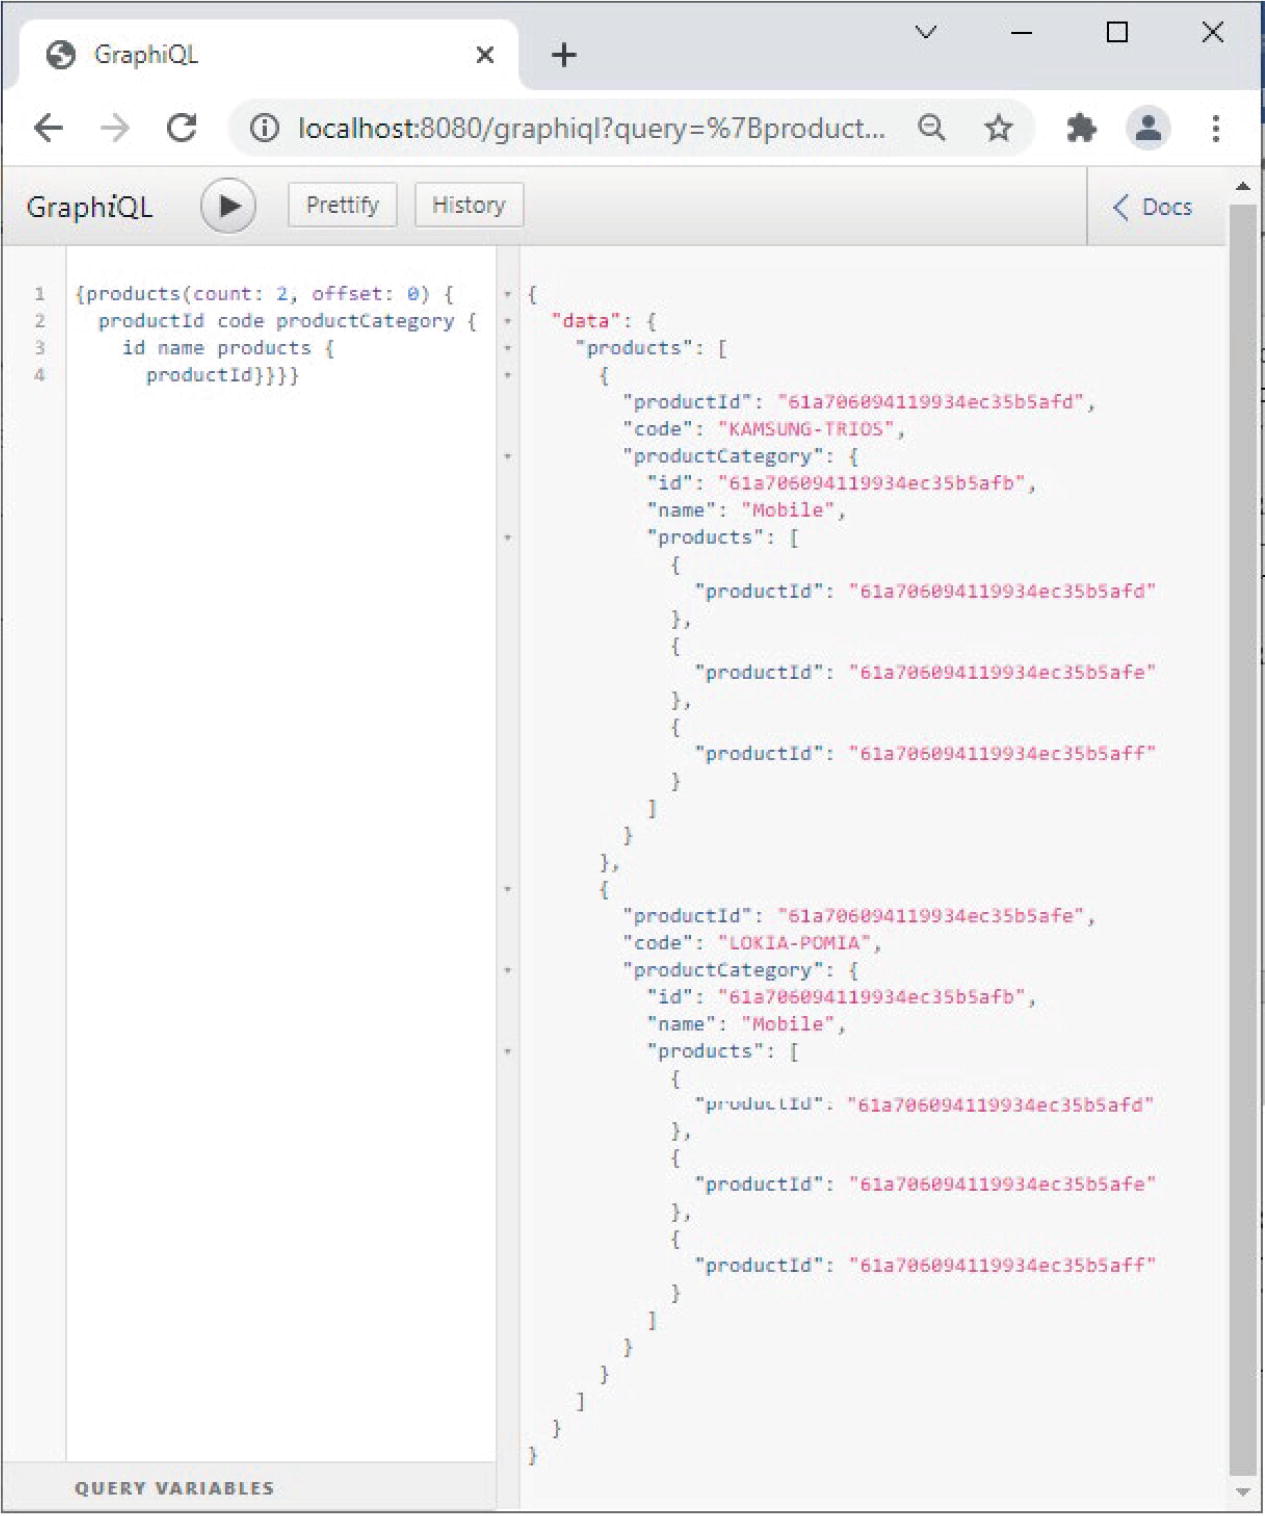 GraphiQL
localhost:8080/graphiql?query=%7Bproduct...
GraphiQL Prettify History Docs
1 {products(count: 2, offset: 0) {
2 productId code productCategory {
3 id name products {
4 productId}}}}
QUERY VARIABLES
{
"data": {
"products": [
{
"productId": "61a706094119934ec35b5afd",
"code": "KAMSUNG-TRIOS",
"productCategory": {
"id": "61a706094119934ec35b5afb",
"name": "Mobile",
"products": [
{
"productId": "61a706094119934ec35b5afd"
},
{
"productId": "61a706094119934ec35b5afe"
},
{
"productId": "61a706094119934ec35b5aff"
}
]
}
},
{
"productId": "61a706094119934ec35b5afe",
"code": "LOKIA-POMIA",
"productCategory": {
"id": "61a706094119934ec35b5afb",
"name": "Mobile",
"products": [
{
"productId": "61a706094119934ec35b5afd"
},
{
"productId": "61a706094119934ec35b5afe"
},
{
"productId": "61a706094119934ec35b5aff"
}
]
}
}
]
}
}